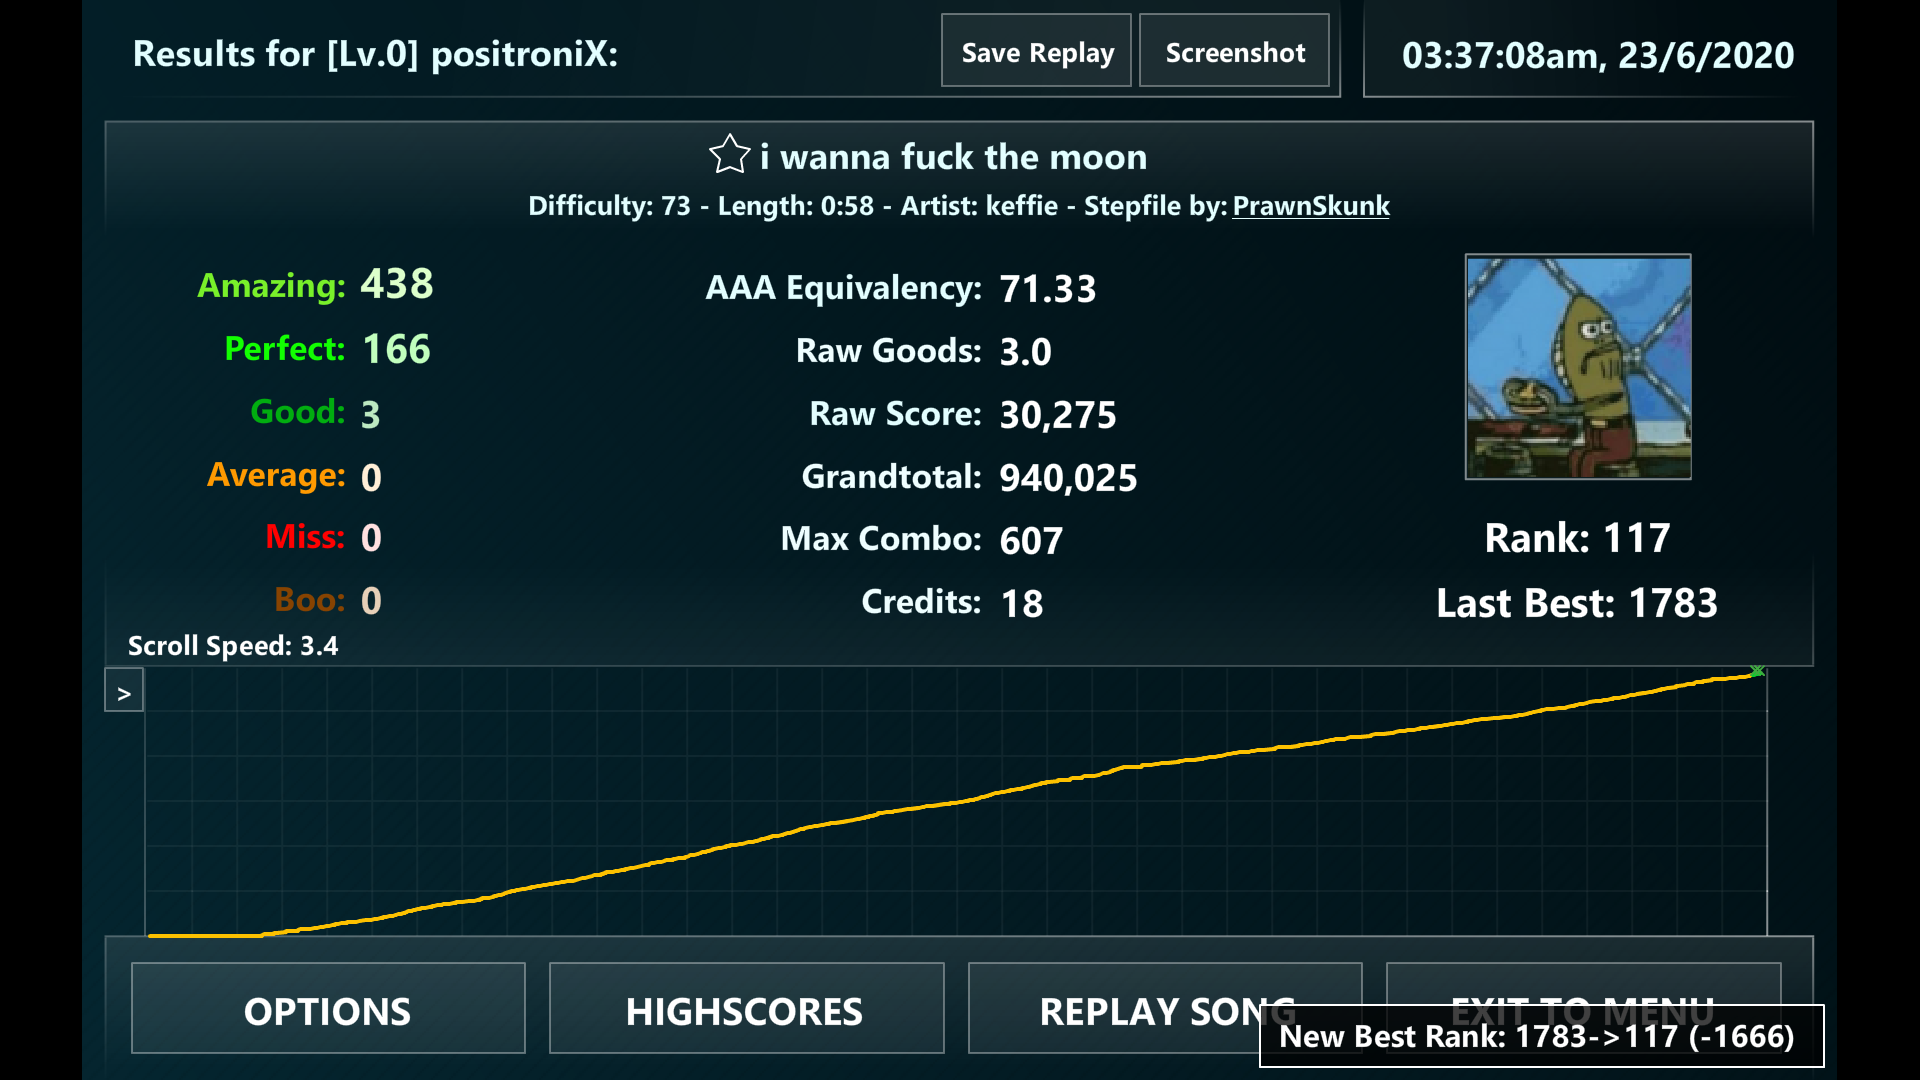 Results for [Lv.0] positroniX:
Save Replay
Screenshot
03:37:08am, 23/6/2020
i wanna fuck the moon
Difficulty: 73 - Length: 0:58 - Artist: keffie - Stepfile by: PrawnSkunk
Amazing: 438
Perfect: 166
Good: 3
Average: 0
Miss: 0
Boo: 0
Scroll Speed: 3.4
AAA Equivalency: 71.33
Raw Goods: 3.0
Raw Score: 30,275
Grandtotal: 940,025
Max Combo: 607
Credits: 18
Rank: 117
Last Best: 1783
>
OPTIONS
HIGHSCORES
REPLAY SONG
EXIT TO MENU
New Best Rank: 1783->117 (-1666)